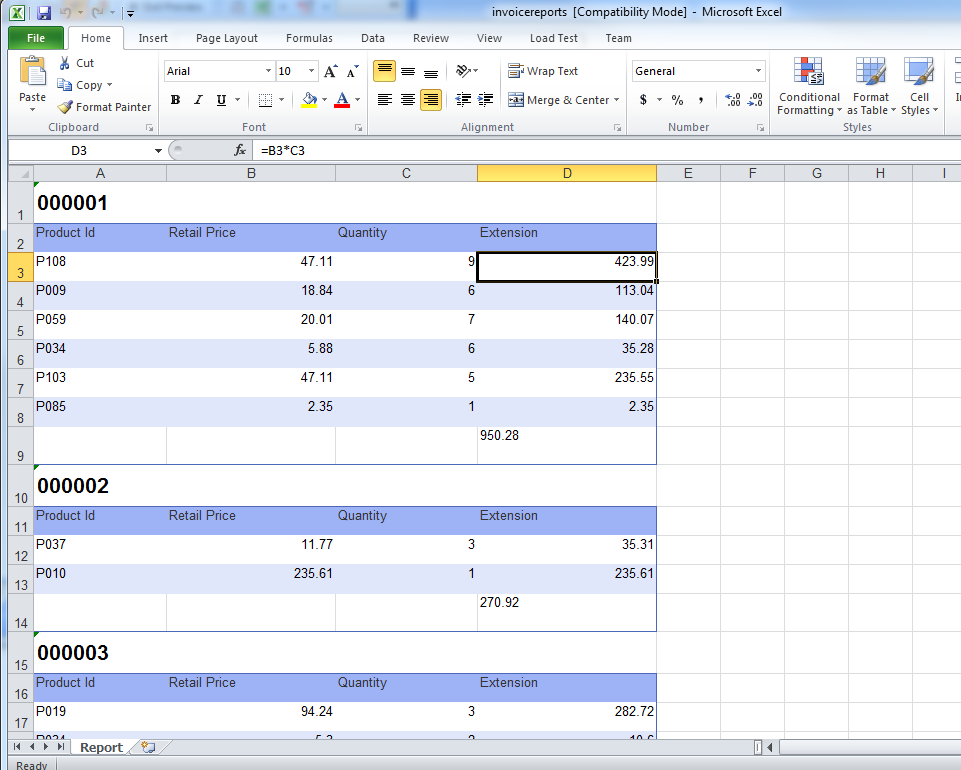 invoicereports [Compatibility Mode] - Microsoft Excel
File Home Insert Page Layout Formulas Data Review View Load Test Team
Paste Cut
Copy
Format Painter
Clipboard
Arial 10
B I U
Font
Wrap Text
Merge & Center
Alignment
General
$ % ,
Number
Conditional Formatting
Format as Table
Cell Styles
Styles
D3 fx =B3*C3
A B C D E F G H I
1 000001
2 Product Id Retail Price Quantity Extension
3 P108 47.11 9 423.99
4 P009 18.84 6 113.04
5 P059 20.01 7 140.07
6 P034 5.88 6 35.28
7 P103 47.11 5 235.55
8 P085 2.35 1 2.35
9 950.28
10 000002
11 Product Id Retail Price Quantity Extension
12 P037 11.77 3 35.31
13 P010 235.61 1 235.61
14 270.92
15 000003
16 Product Id Retail Price Quantity Extension
17 P019 94.24 3 282.72
Report
Ready